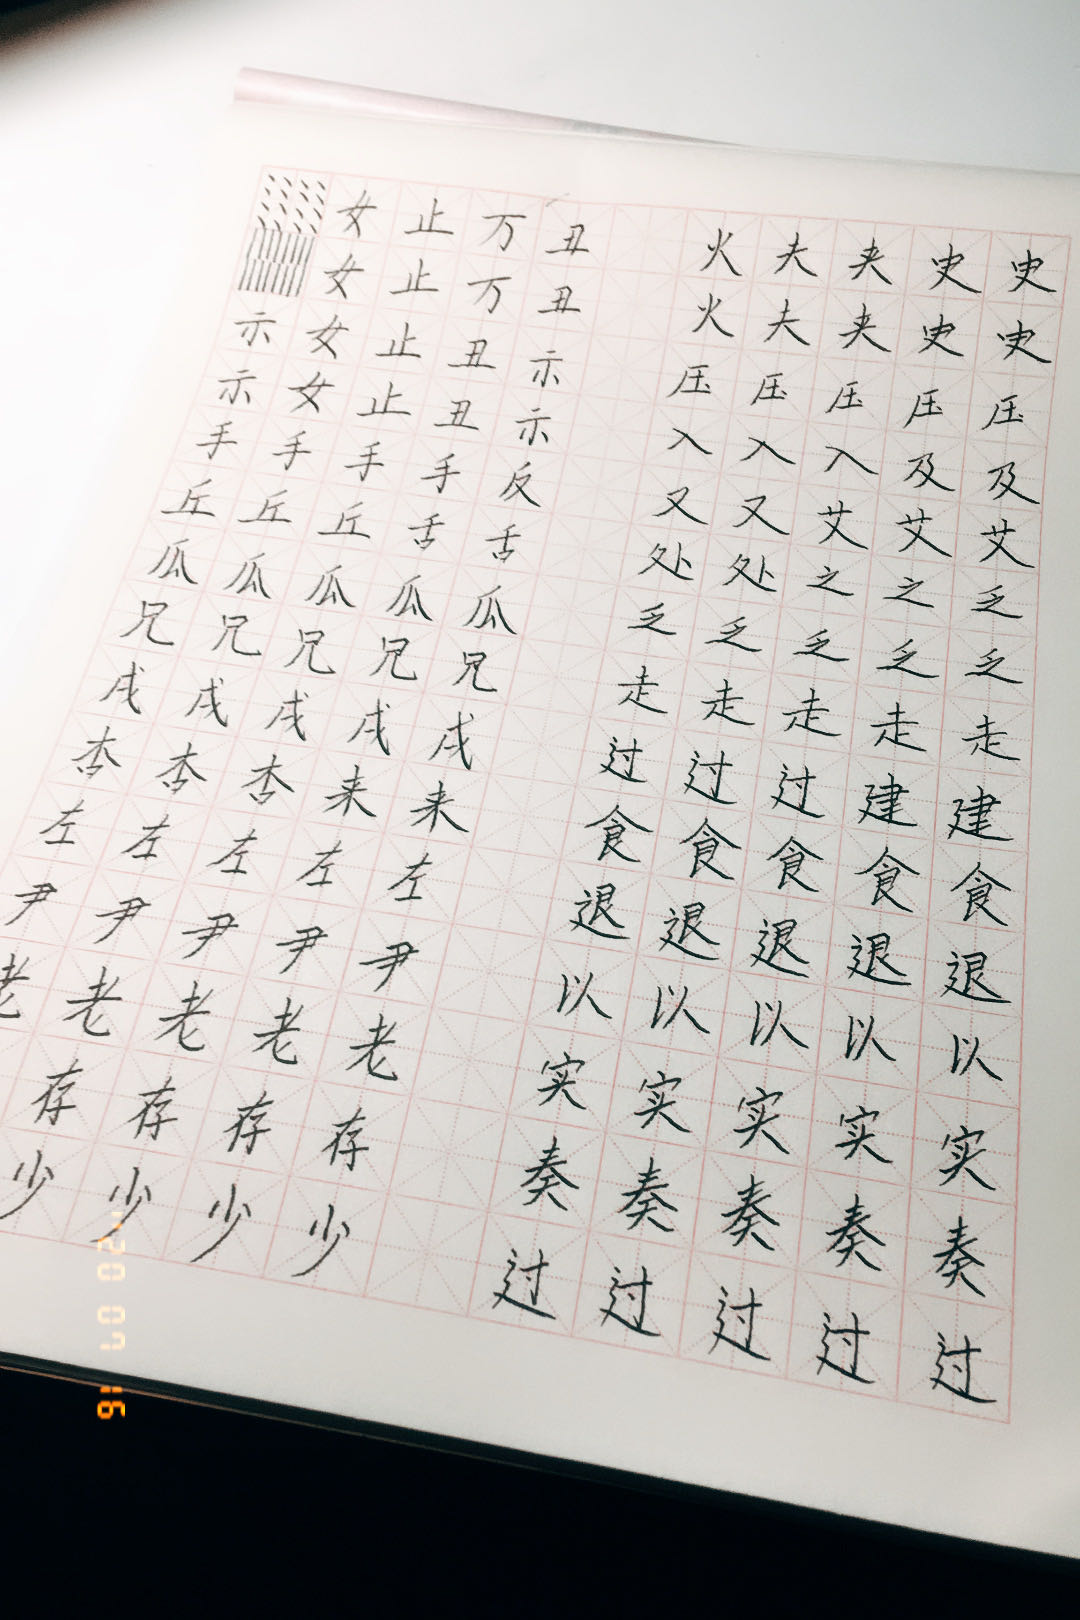 女 止 万 丑 火 夫 夹 史 史
女 止 万 丑 火 夫 夹 史 史
示 女 止 丑 示 压 压 压 压 压
示 女 止 丑 示 入 入 入 及 及
手 手 手 手 反 又 又 艾 艾 艾
丘 丘 丘 舌 舌 处 处 之 之 乏
瓜 瓜 瓜 瓜 瓜 乏 乏 乏 乏 乏
兄 兄 兄 兄 兄 走 走 走 走 走
戌 戌 戌 戌 戌 过 过 过 建 建
杏 杏 杏 来 来 食 食 食 食 食
左 左 左 左 左 退 退 退 退 退
尹 尹 尹 尹 尹 以 以 以 以 以
老 老 老 老 老 实 实 实 实 实
存 存 存 存 奏 奏 奏 奏 奏
少 少 少 少 过 过 过 过 过
'20 07 16